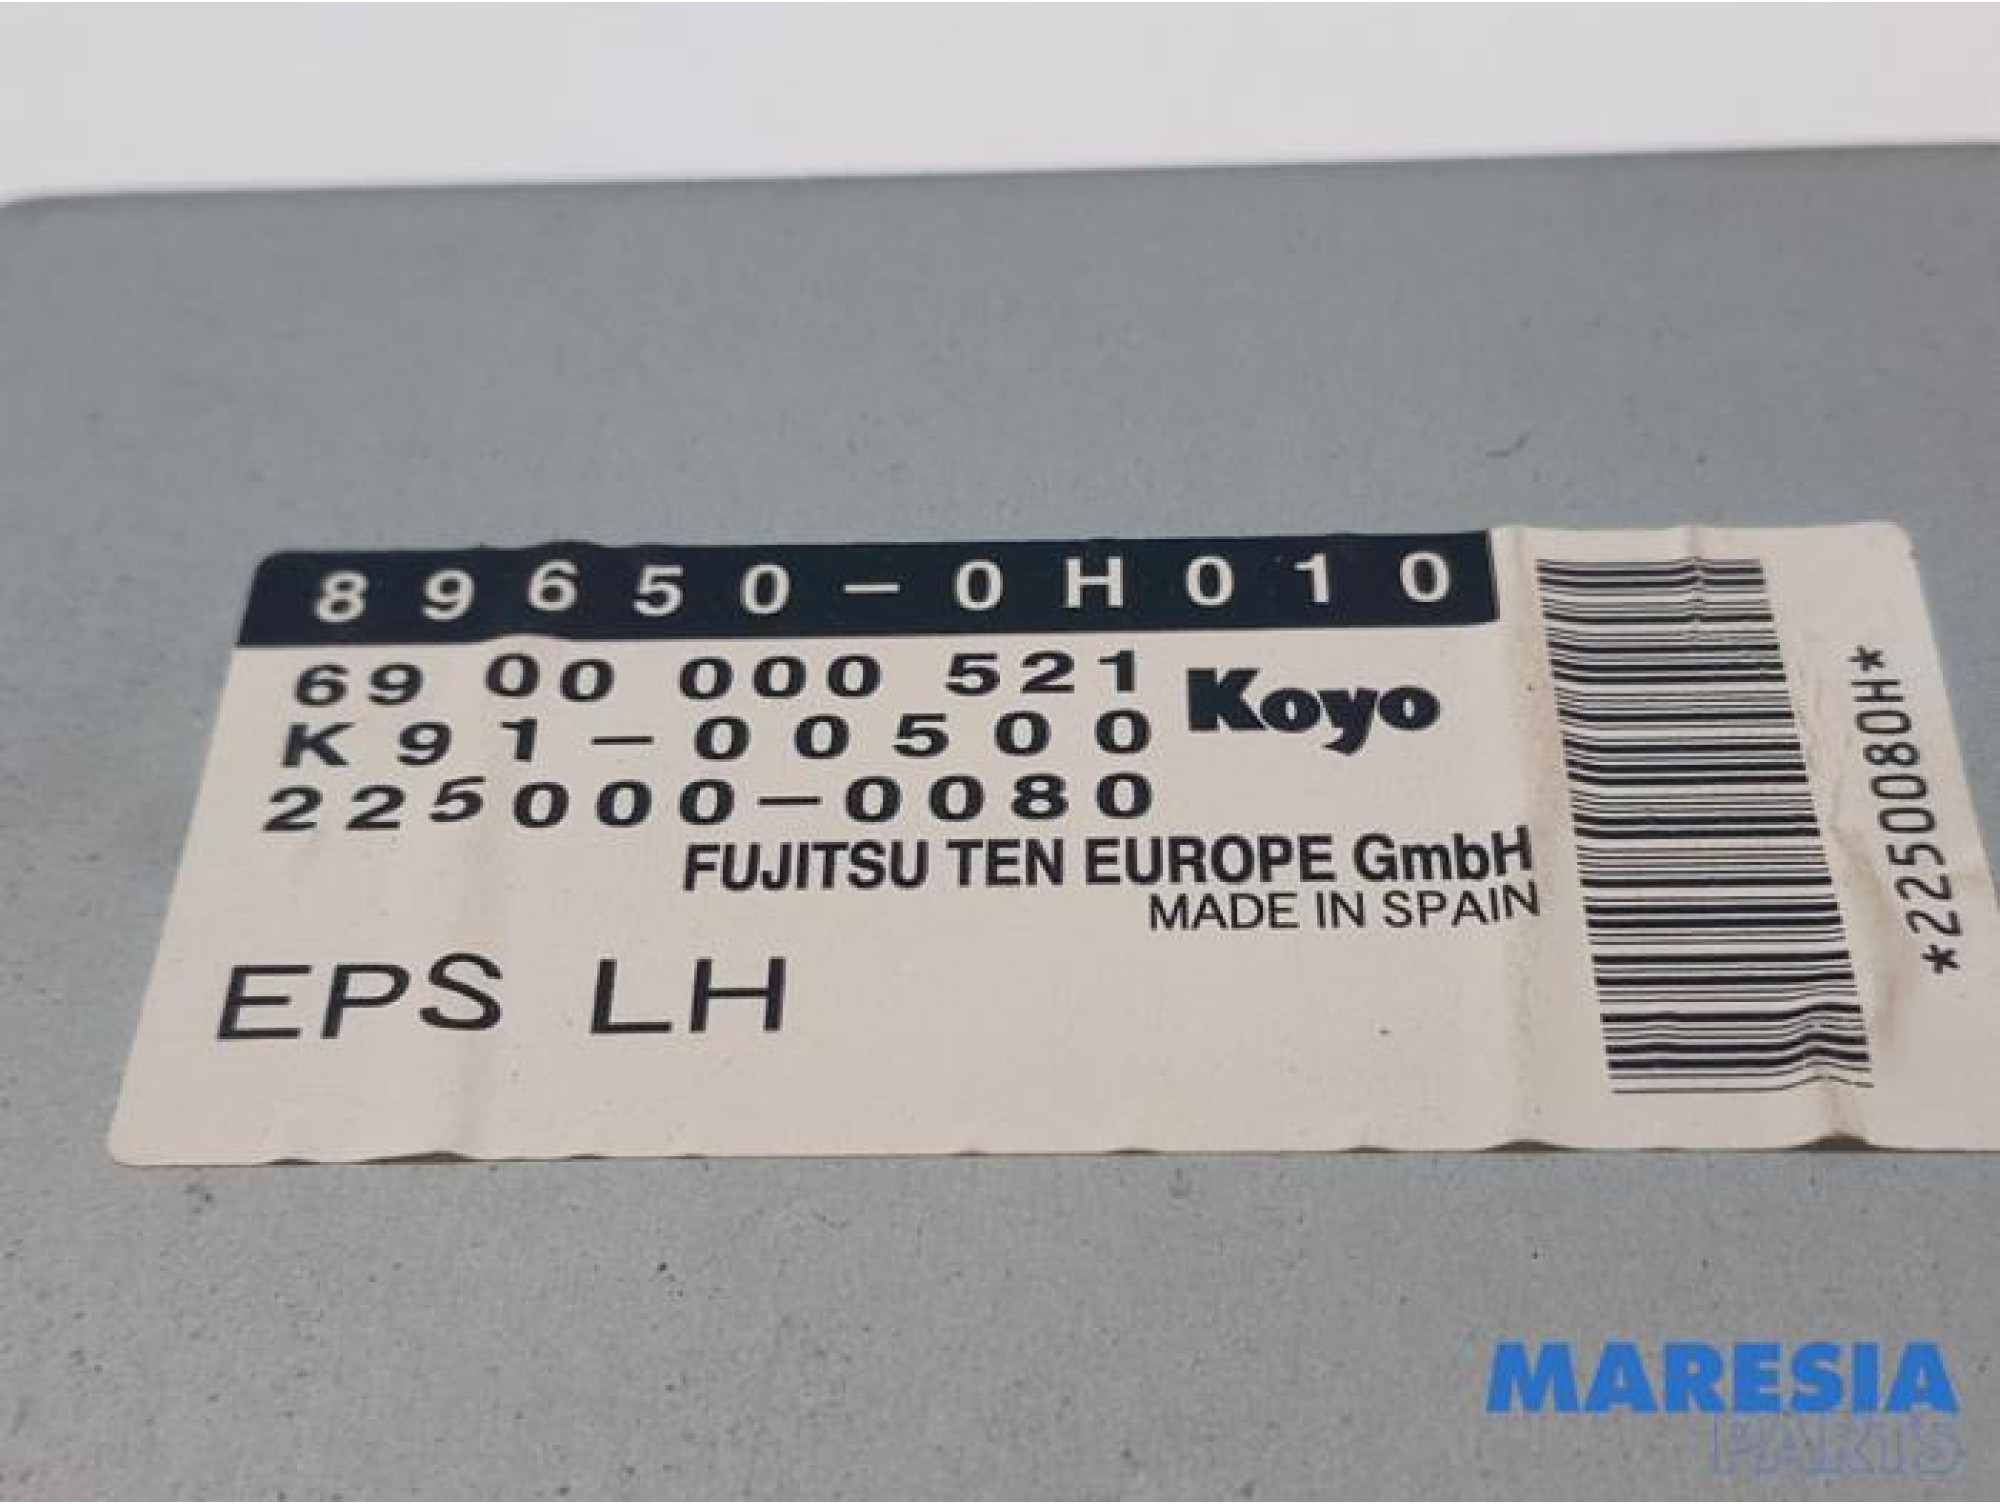 89650-0H010
69 00 000 521
K91-00500
Koyo
225000-0080
FUJITSU TEN EUROPE GmbH
MADE IN SPAIN
EPS LH
*2250080H*
MARESIA
PARTS